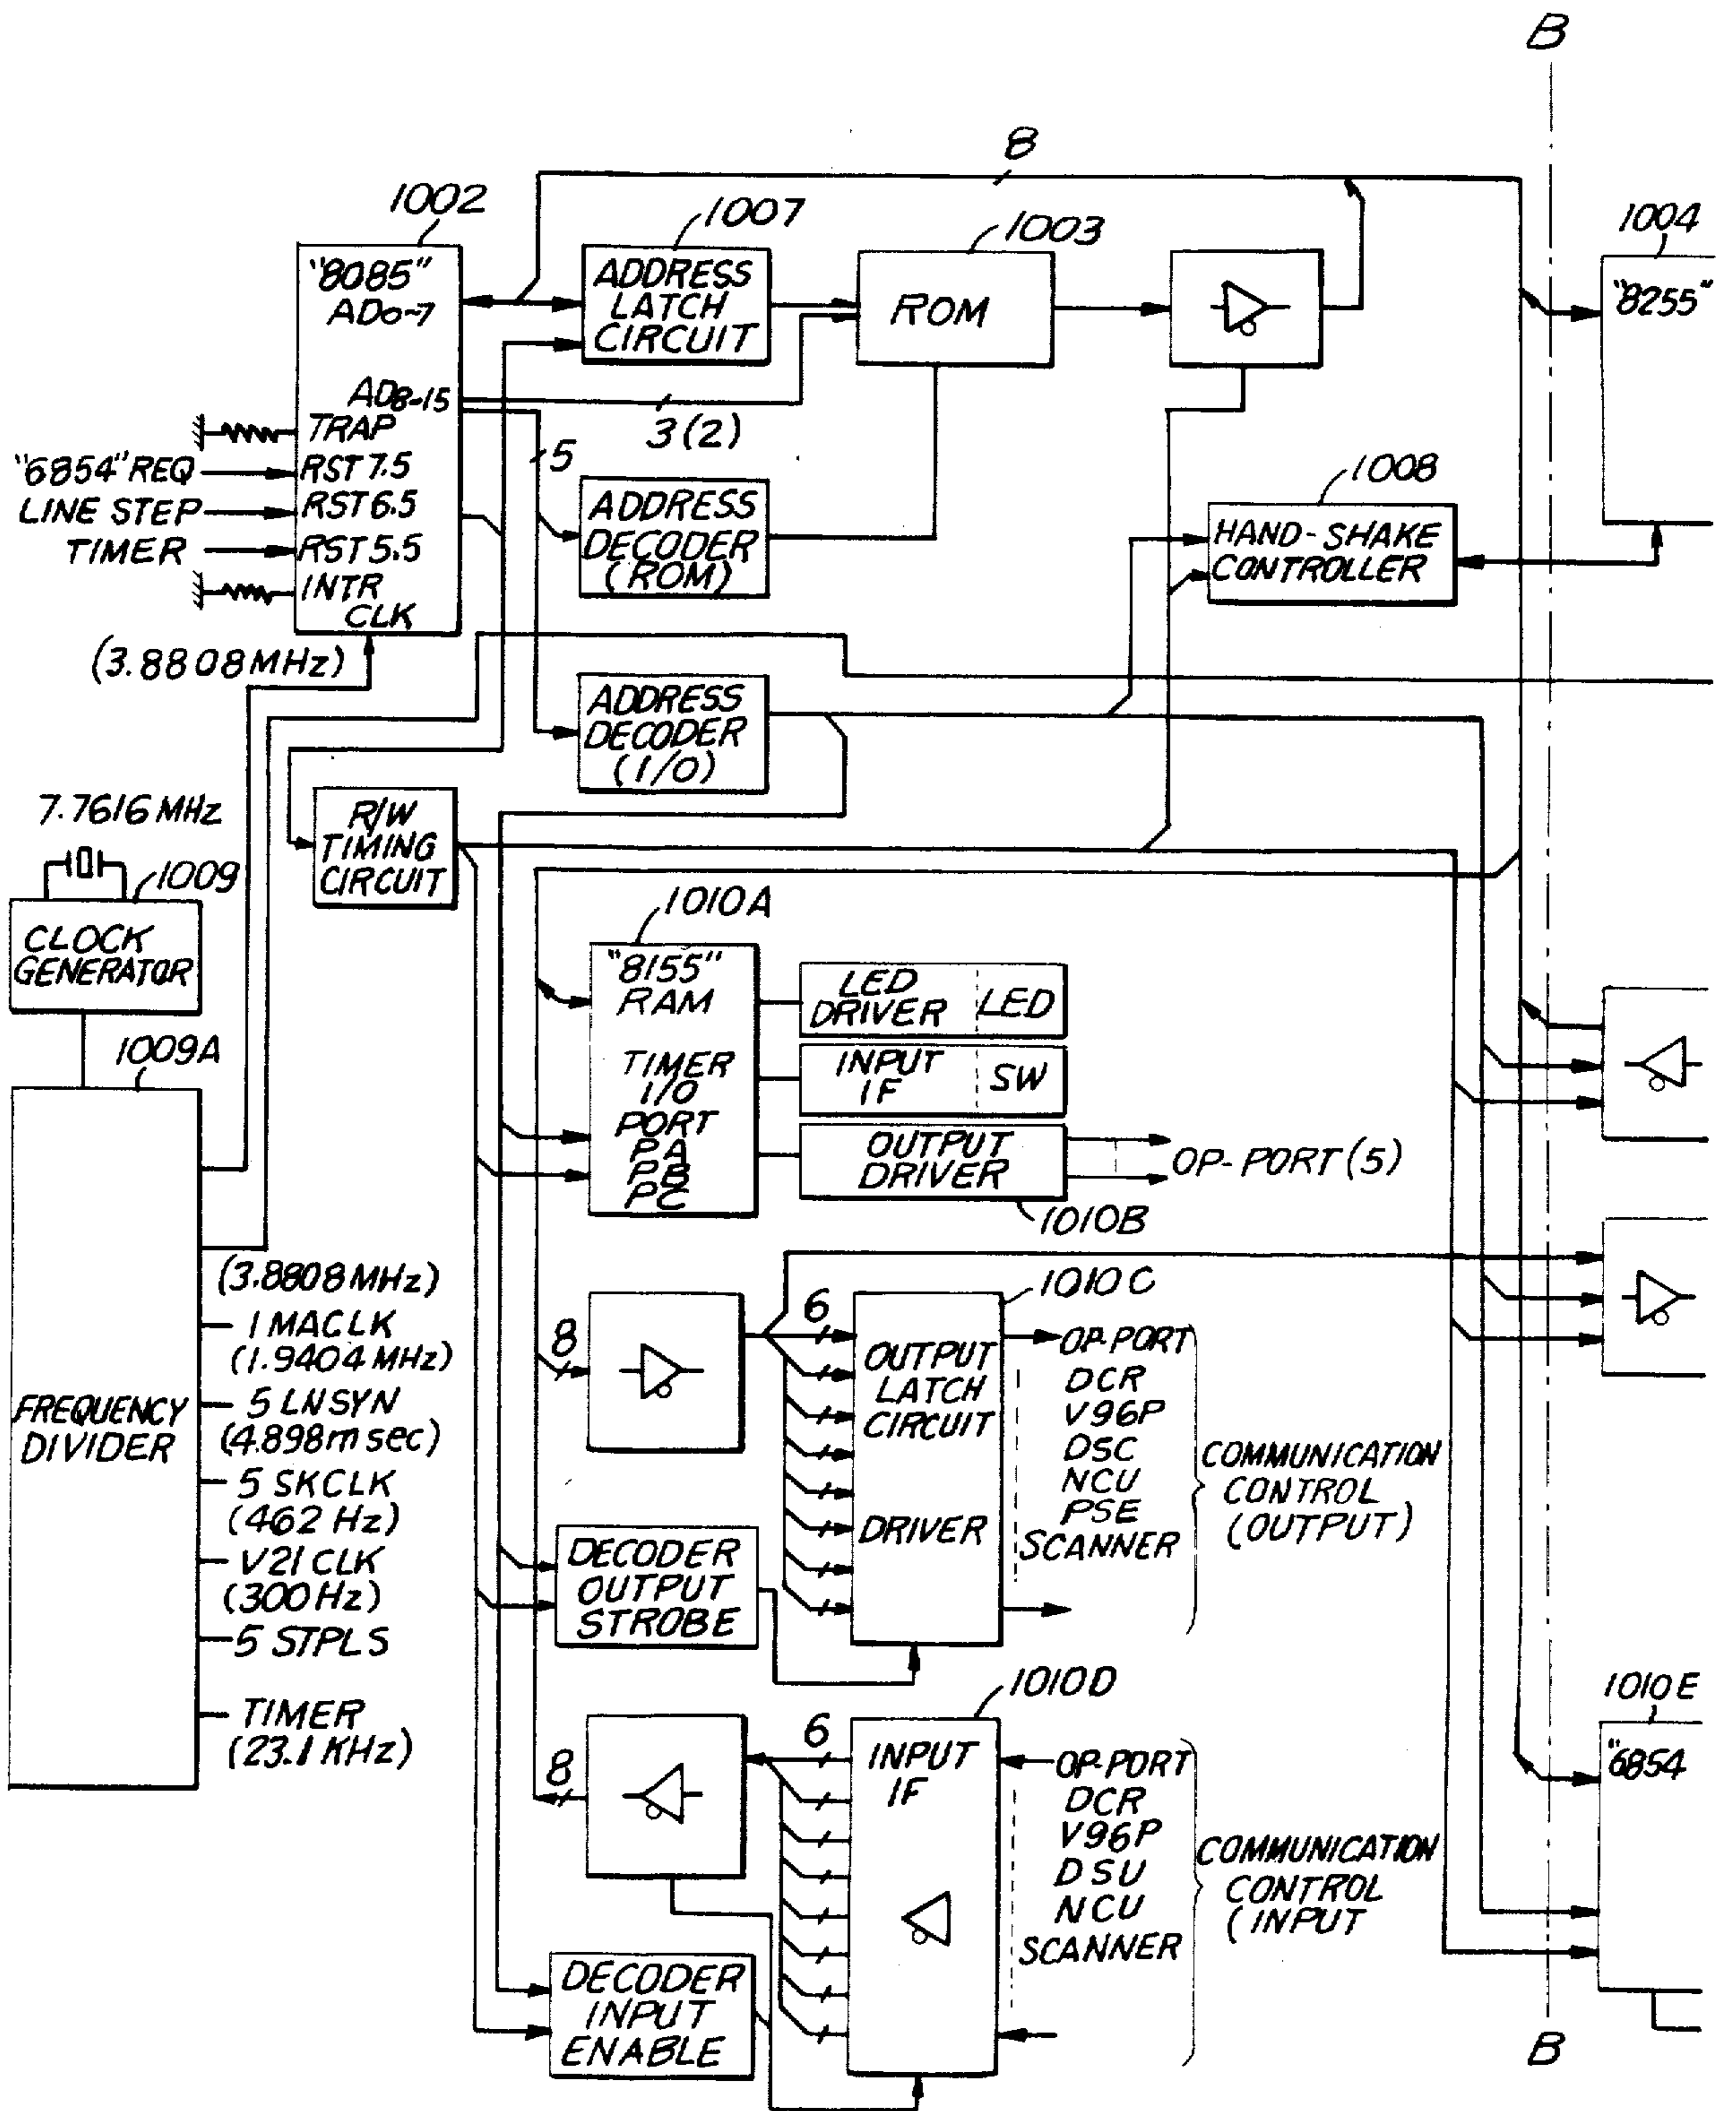 B
8
1002
1007
1003
1004
"8085"
AD0-7
ADDRESS
LATCH
CIRCUIT
ROM
"8255"
AD8-15
TRAP
3(2)
"6854" REQ
RST 7.5
LINE STEP
RST 6.5
TIMER
RST 5.5
INTR
CLK
(3.8808MHz)
5
ADDRESS
DECODER
(ROM)
1008
HAND-SHAKE
CONTROLLER
ADDRESS
DECODER
(I/O)
7.7616 MHz
R/W
TIMING
CIRCUIT
1009
CLOCK
GENERATOR
1009A
1010A
"8155"
RAM
TIMER
I/O
PORT
PA
PB
PC
LED
DRIVER
LED
INPUT
IF
SW
OUTPUT
DRIVER
OP-PORT(5)
1010B
FREQUENCY
DIVIDER
(3.8808MHz)
1 MACLK
(1.9404 MHz)
5 LNSYN
(4.898m sec)
5 SKCLK
(462 Hz)
V21 CLK
(300 Hz)
5 STPLS
TIMER
(23.1 KHz)
1010C
8
6
OUTPUT
LATCH
CIRCUIT
DRIVER
OP-PORT
DCR
V96P
DSC
NCU
PSE
SCANNER
COMMUNICATION
CONTROL
(OUTPUT)
DECODER
OUTPUT
STROBE
1010D
8
6
INPUT
IF
OP-PORT
DCR
V96P
DSU
NCU
SCANNER
COMMUNICATION
CONTROL
(INPUT
DECODER
INPUT
ENABLE
1010E
"6854
B